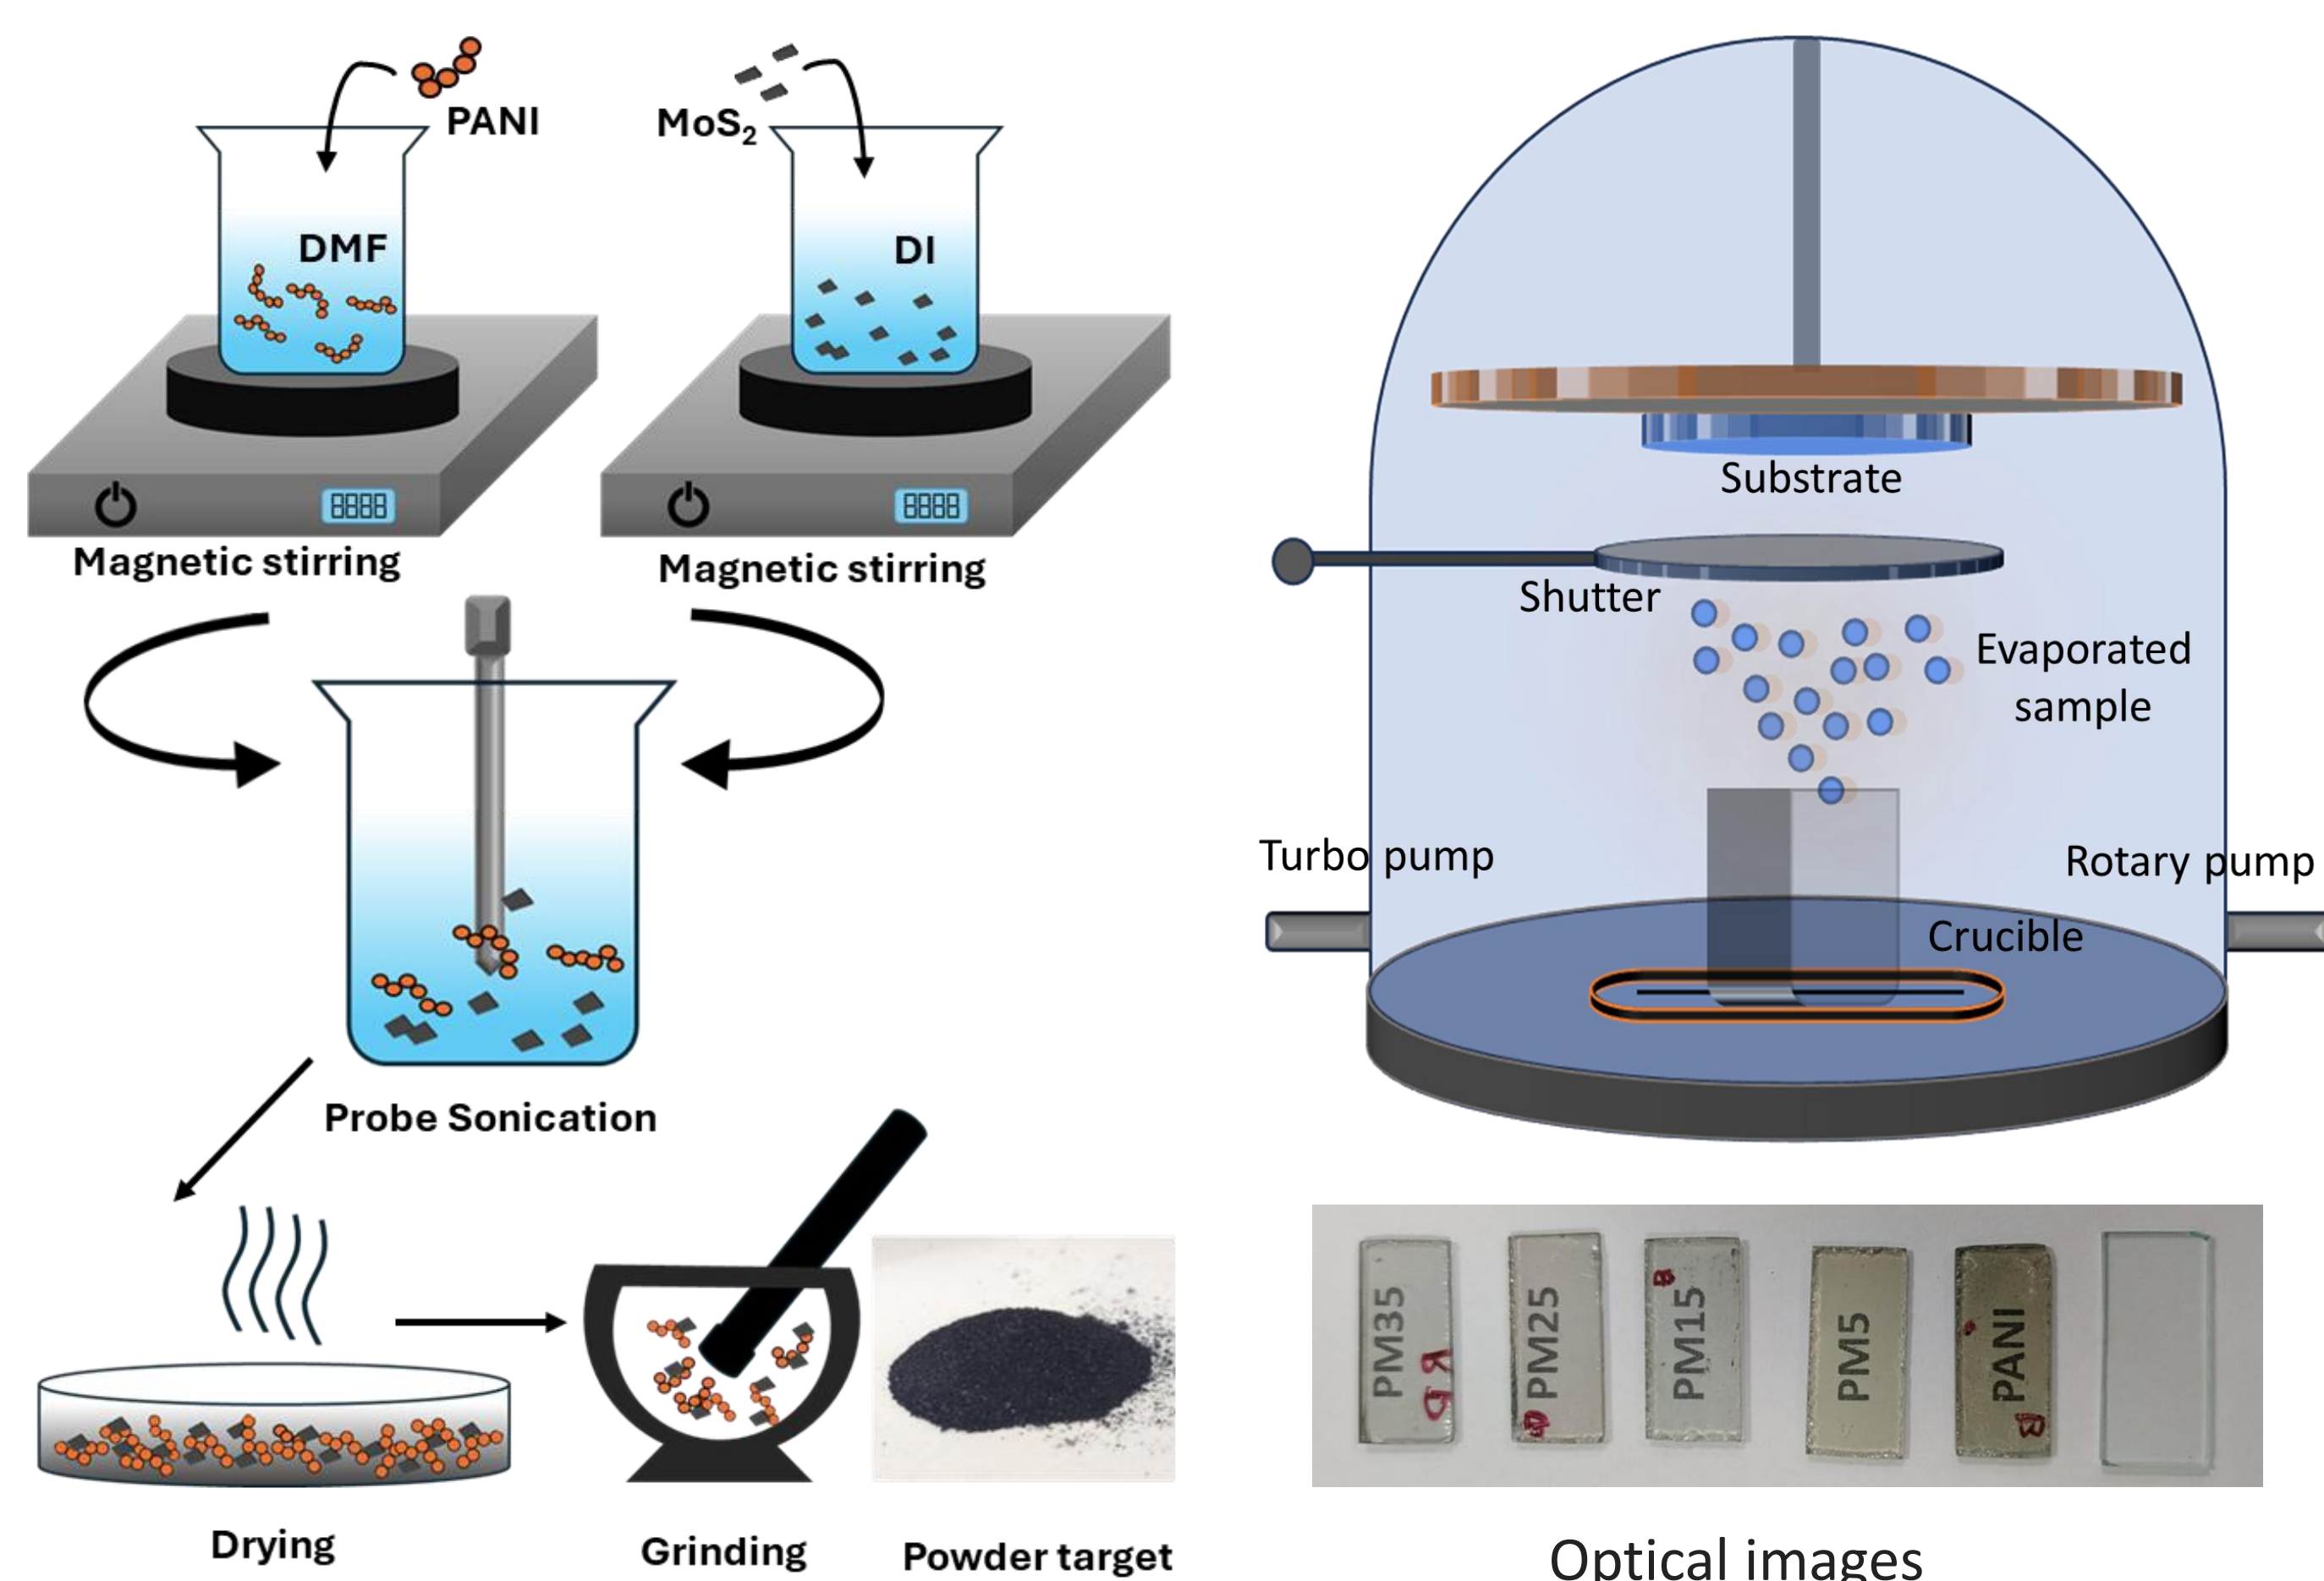 PANI
MoS₂
DMF
DI
8888
8888
Magnetic stirring
Magnetic stirring
Probe Sonication
Drying
Grinding
Powder target
Substrate
Shutter
Evaporated
sample
Turbo pump
Rotary pump
Crucible
PM35
PM25
PM15
PM5
PANI
B
B
Optical images